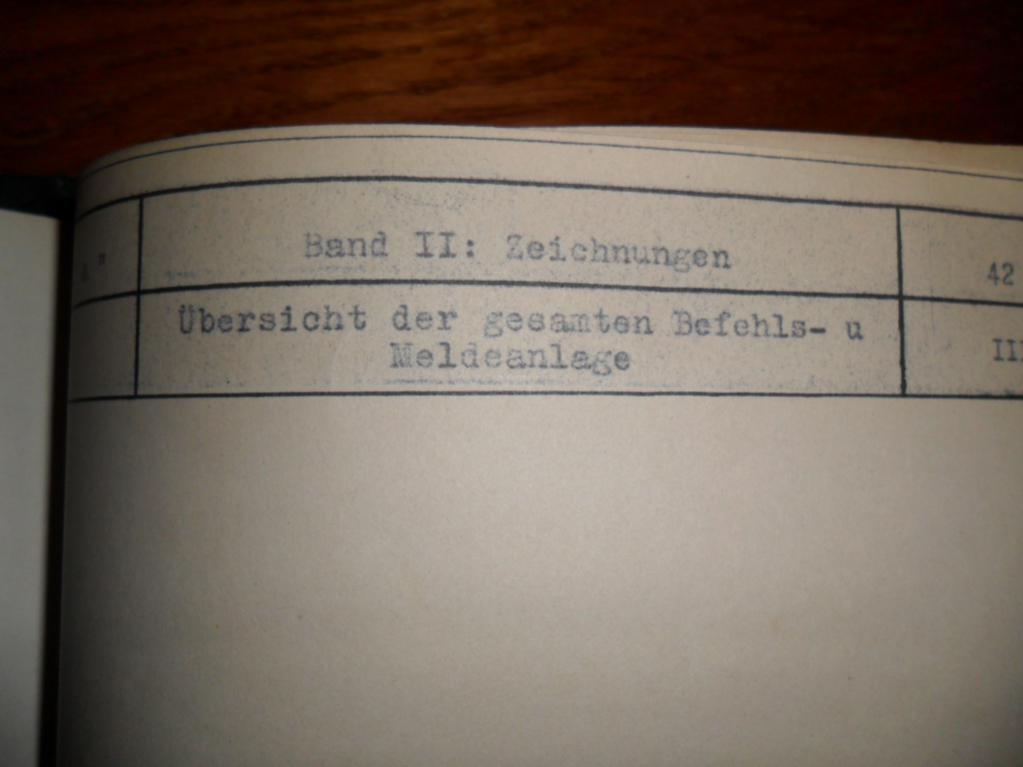 Band II: Zeichnungen
42
Übersicht der gesamten Befehls- u
Meldeanlage